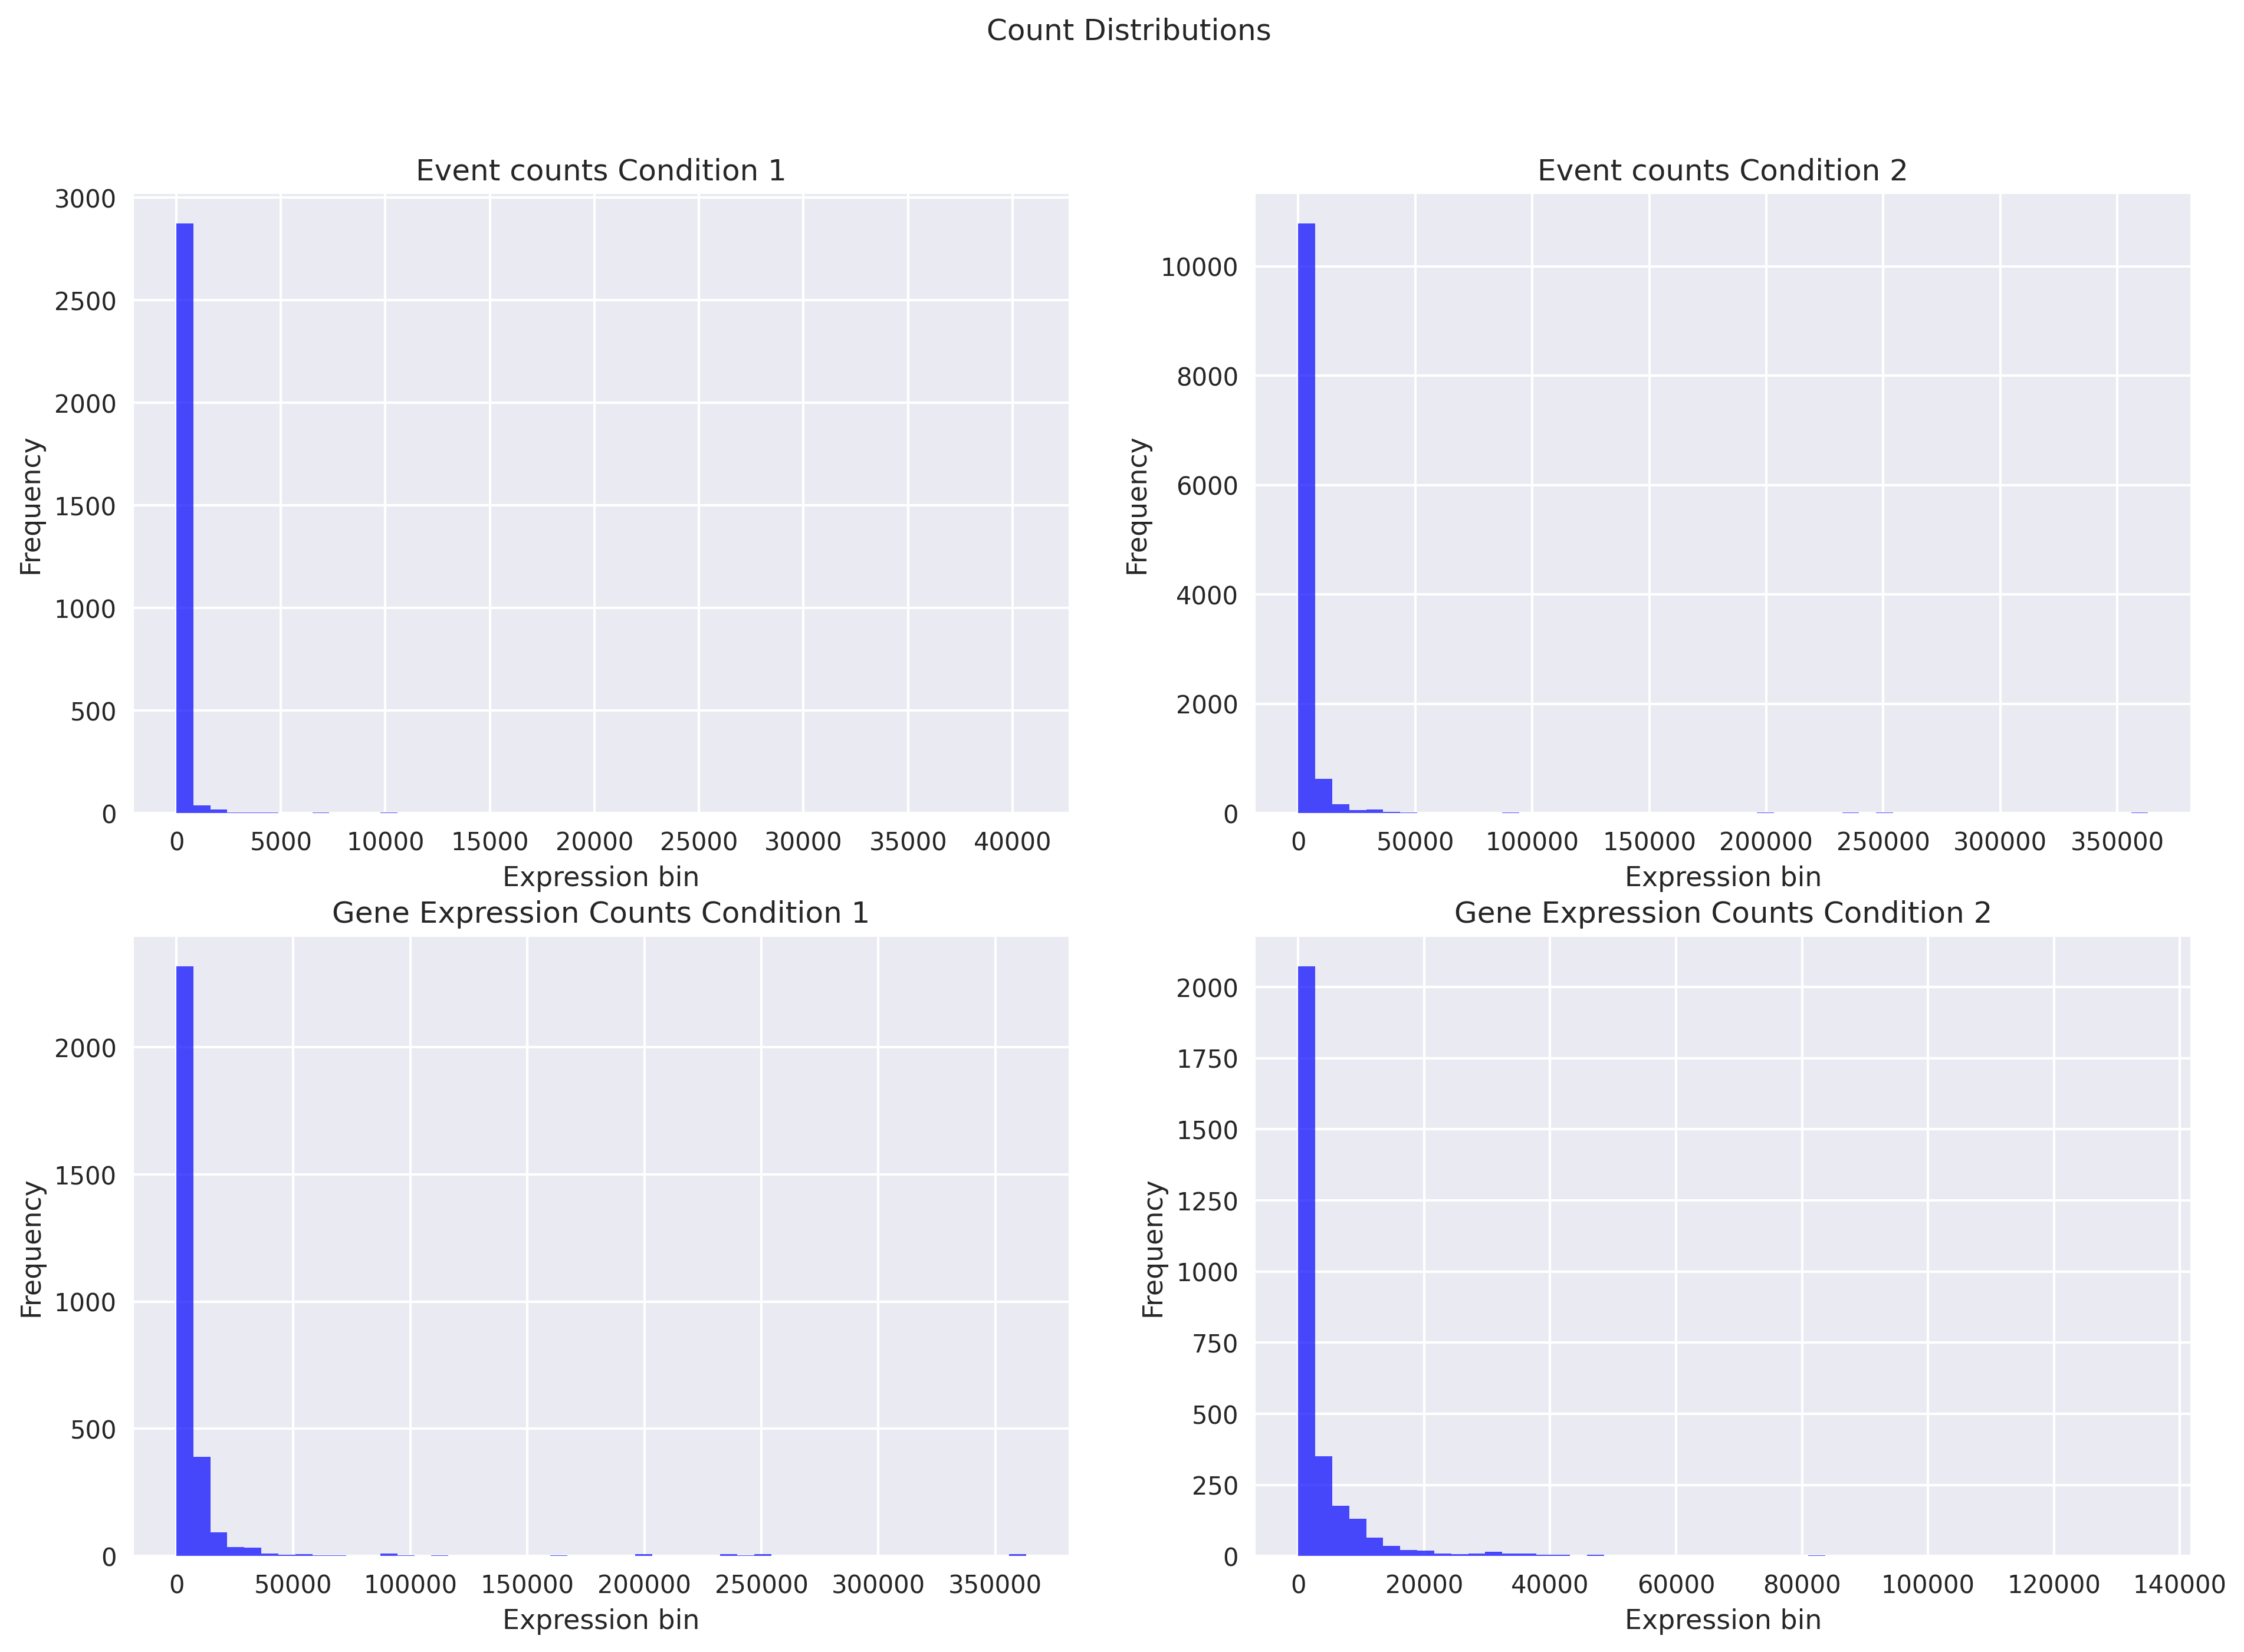 Count Distributions
Event counts Condition 1
3000
2500
2000
1500
1000
500
0
Frequency
0 5000 10000 15000 20000 25000 30000 35000 40000
Expression bin
Event counts Condition 2
10000
8000
6000
4000
2000
0
Frequency
0 50000 100000 150000 200000 250000 300000 350000
Expression bin
Gene Expression Counts Condition 1
2000
1500
1000
500
0
Frequency
0 50000 100000 150000 200000 250000 300000 350000
Expression bin
Gene Expression Counts Condition 2
2000
1750
1500
1250
1000
750
500
250
0
Frequency
0 20000 40000 60000 80000 100000 120000 140000
Expression bin